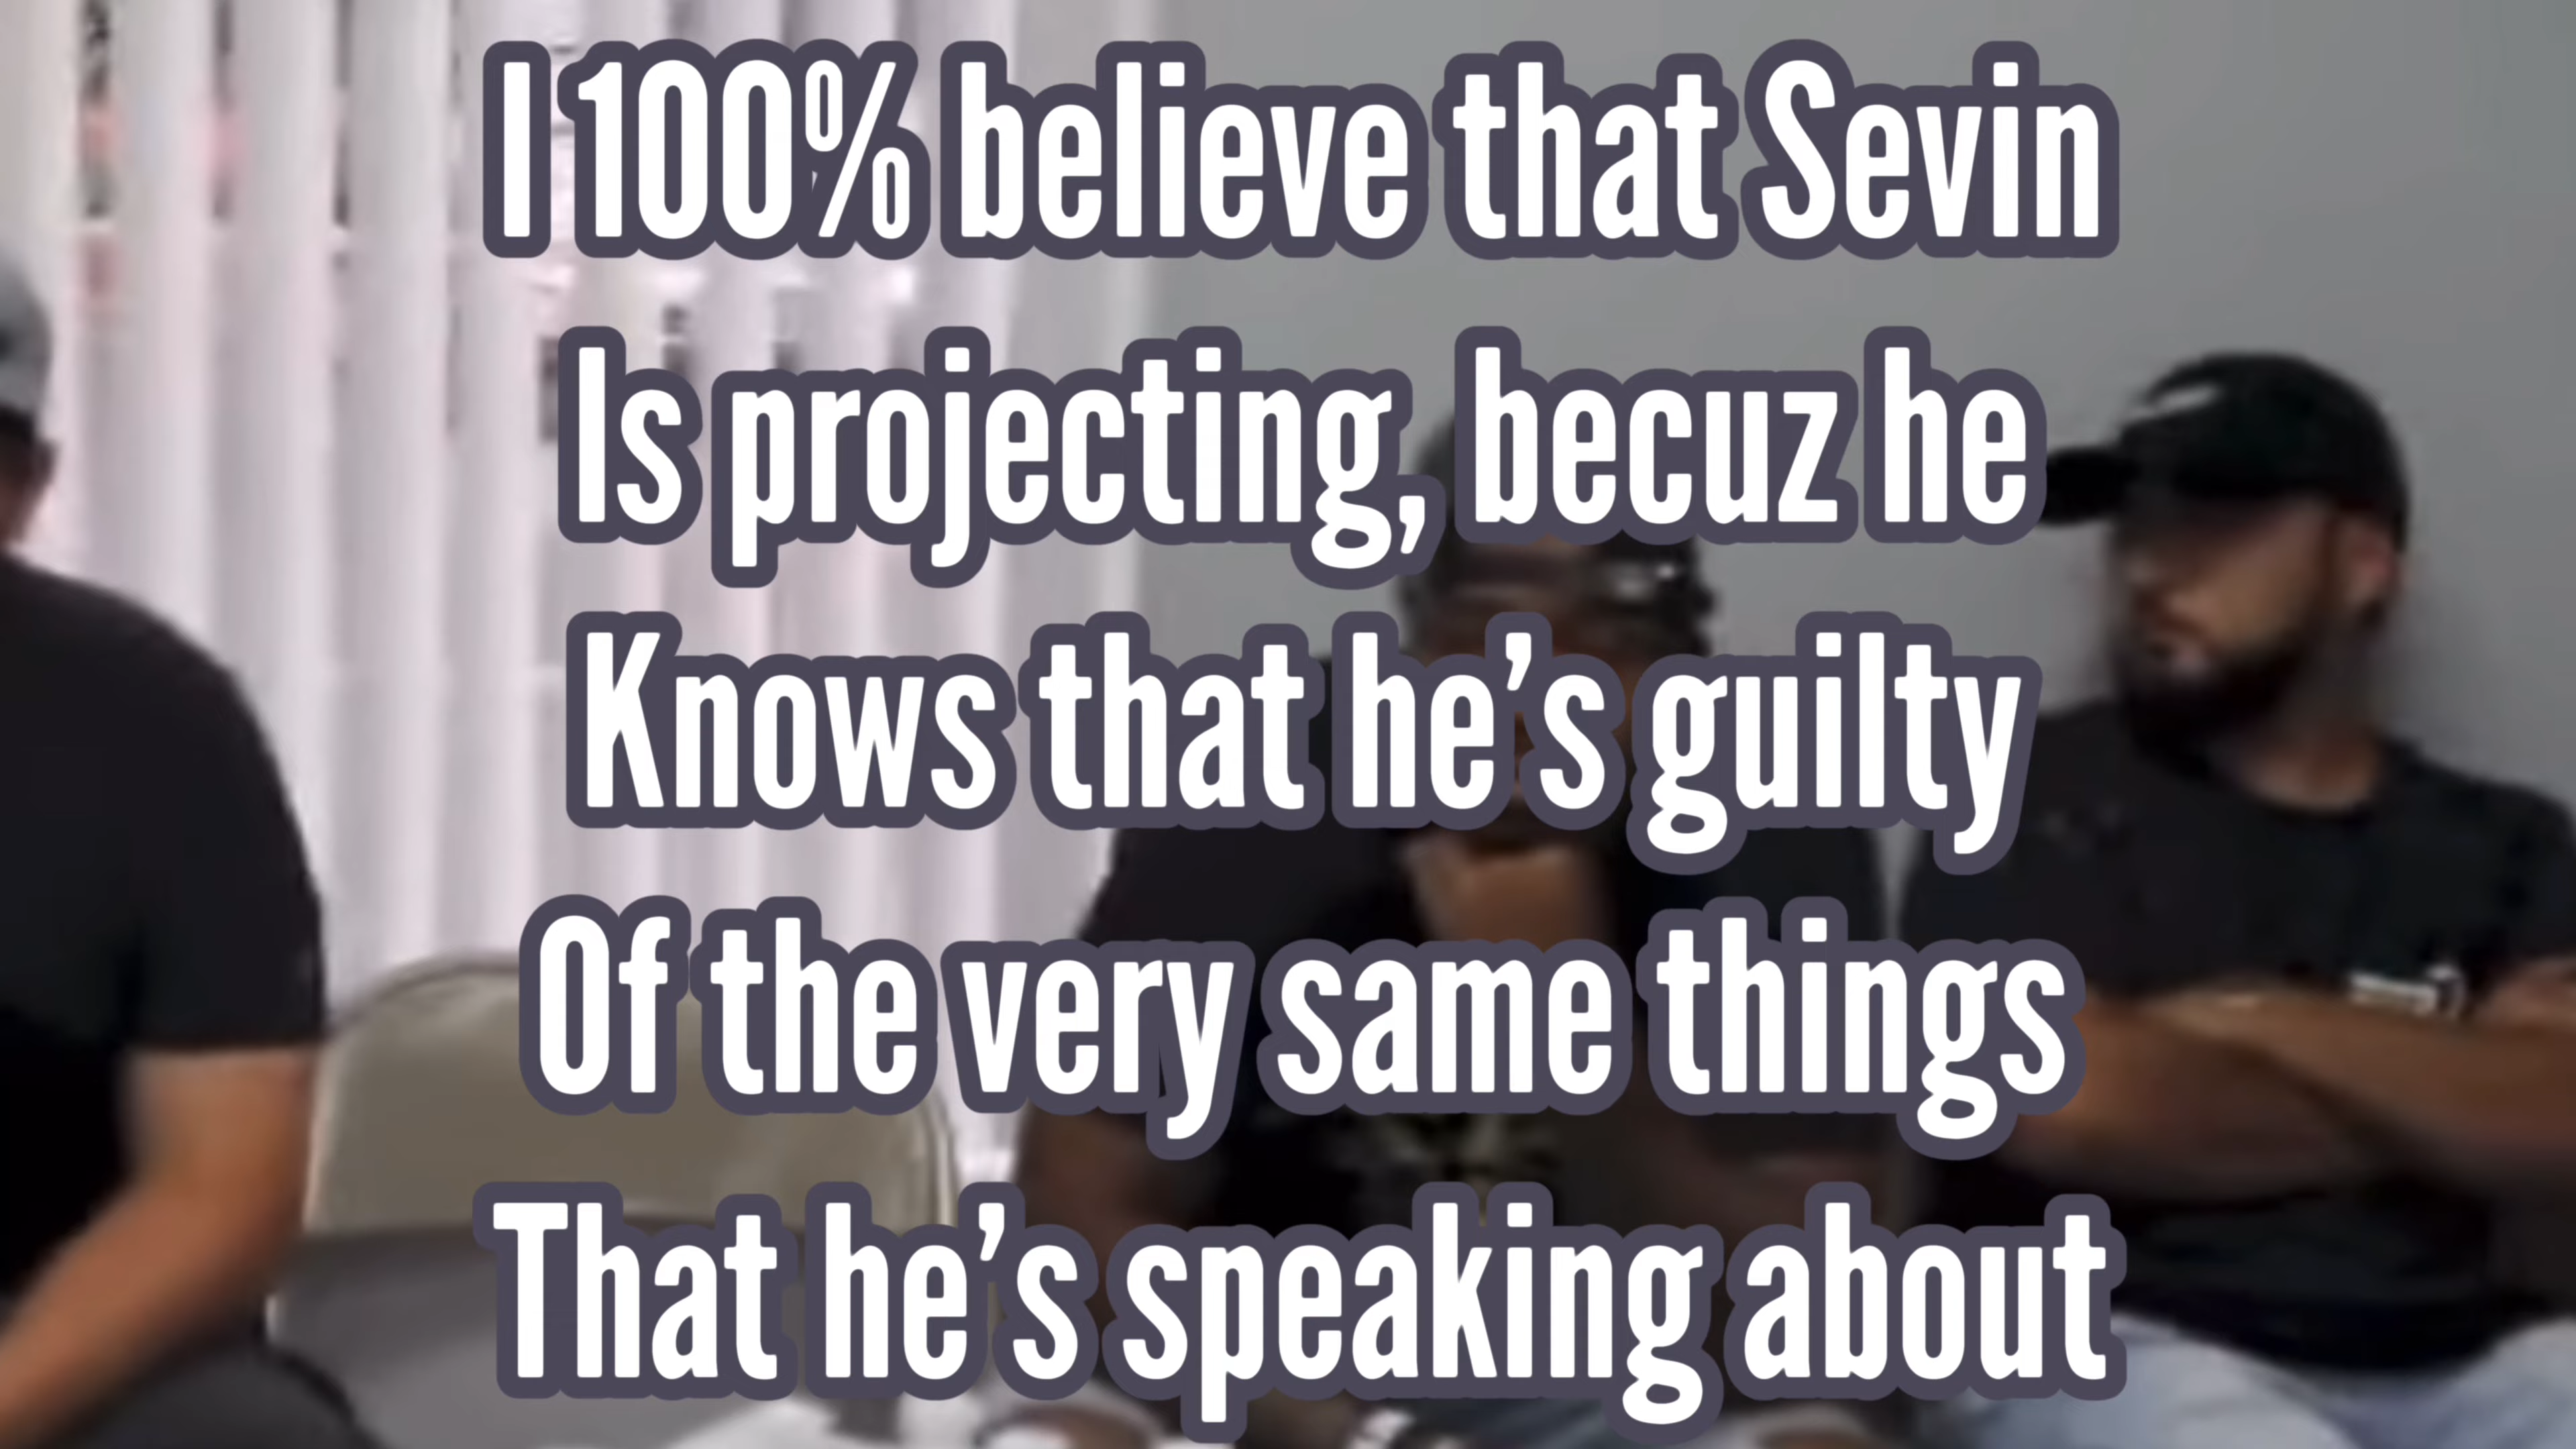 I 100% believe that Sevin
Is projecting, becuz he
Knows that he's guilty
Of the very same things
That he's speaking about